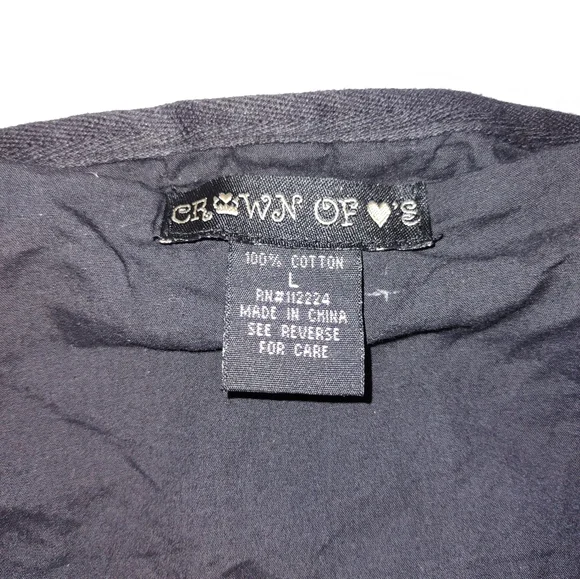 CR👑WN OF ♥'S
100% COTTON
L
RN#112224
MADE IN CHINA
SEE REVERSE
FOR CARE